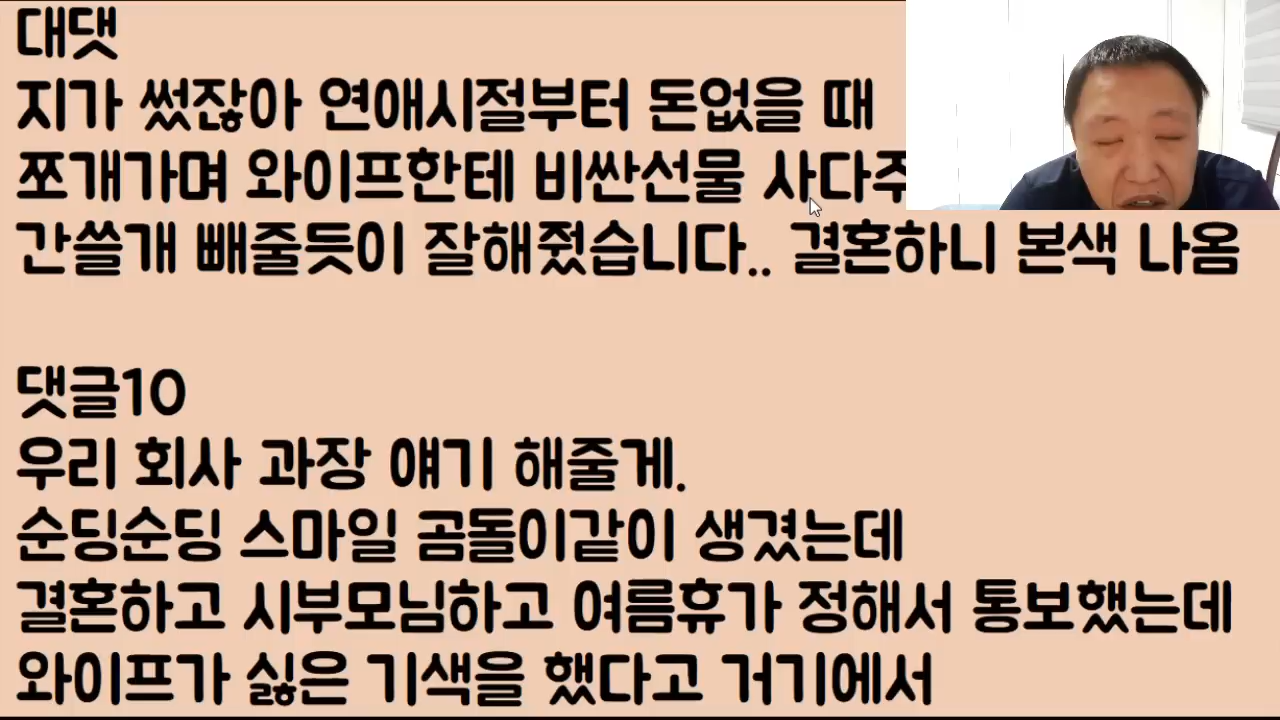 대댓
지가 썼잖아 연애시절부터 돈없을 때
쪼개가며 와이프한테 비싼선물 사다주
간쓸개 빼줄듯이 잘해줬습니다.. 결혼하니 본색 나옴
댓글10
우리 회사 과장 얘기 해줄게.
순딩순딩 스마일 곰돌이같이 생겼는데
결혼하고 시부모님하고 여름휴가 정해서 통보했는데
와이프가 싫은 기색을 했다고 거기에서